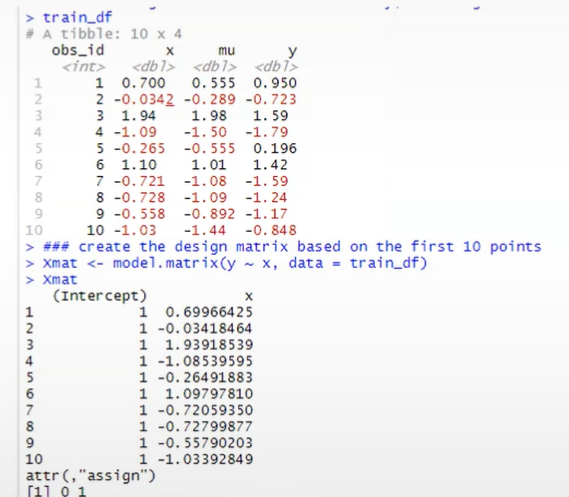 > train_df
# A tibble: 10 x 4
obs_id x mu y
<int> <dbl> <dbl> <dbl>
1 1 0.700 0.555 0.950
2 2 -0.0342 -0.289 -0.723
3 3 1.94 1.98 1.59
4 4 -1.09 -1.50 -1.79
5 5 -0.265 -0.555 0.196
6 6 1.10 1.01 1.42
7 7 -0.721 -1.08 -1.59
8 8 -0.728 -1.09 -1.24
9 9 -0.558 -0.892 -1.17
10 10 -1.03 -1.44 -0.848
> ### create the design matrix based on the first 10 points
> Xmat <- model.matrix(y ~ x, data = train_df)
> Xmat
(Intercept) x
1 1 0.69966425
2 1 -0.03418464
3 1 1.93918539
4 1 -1.08539595
5 1 -0.26491883
6 1 1.09797810
7 1 -0.72059350
8 1 -0.72799877
9 1 -0.55790203
10 1 -1.03392849
attr(,"assign")
[1] 0 1